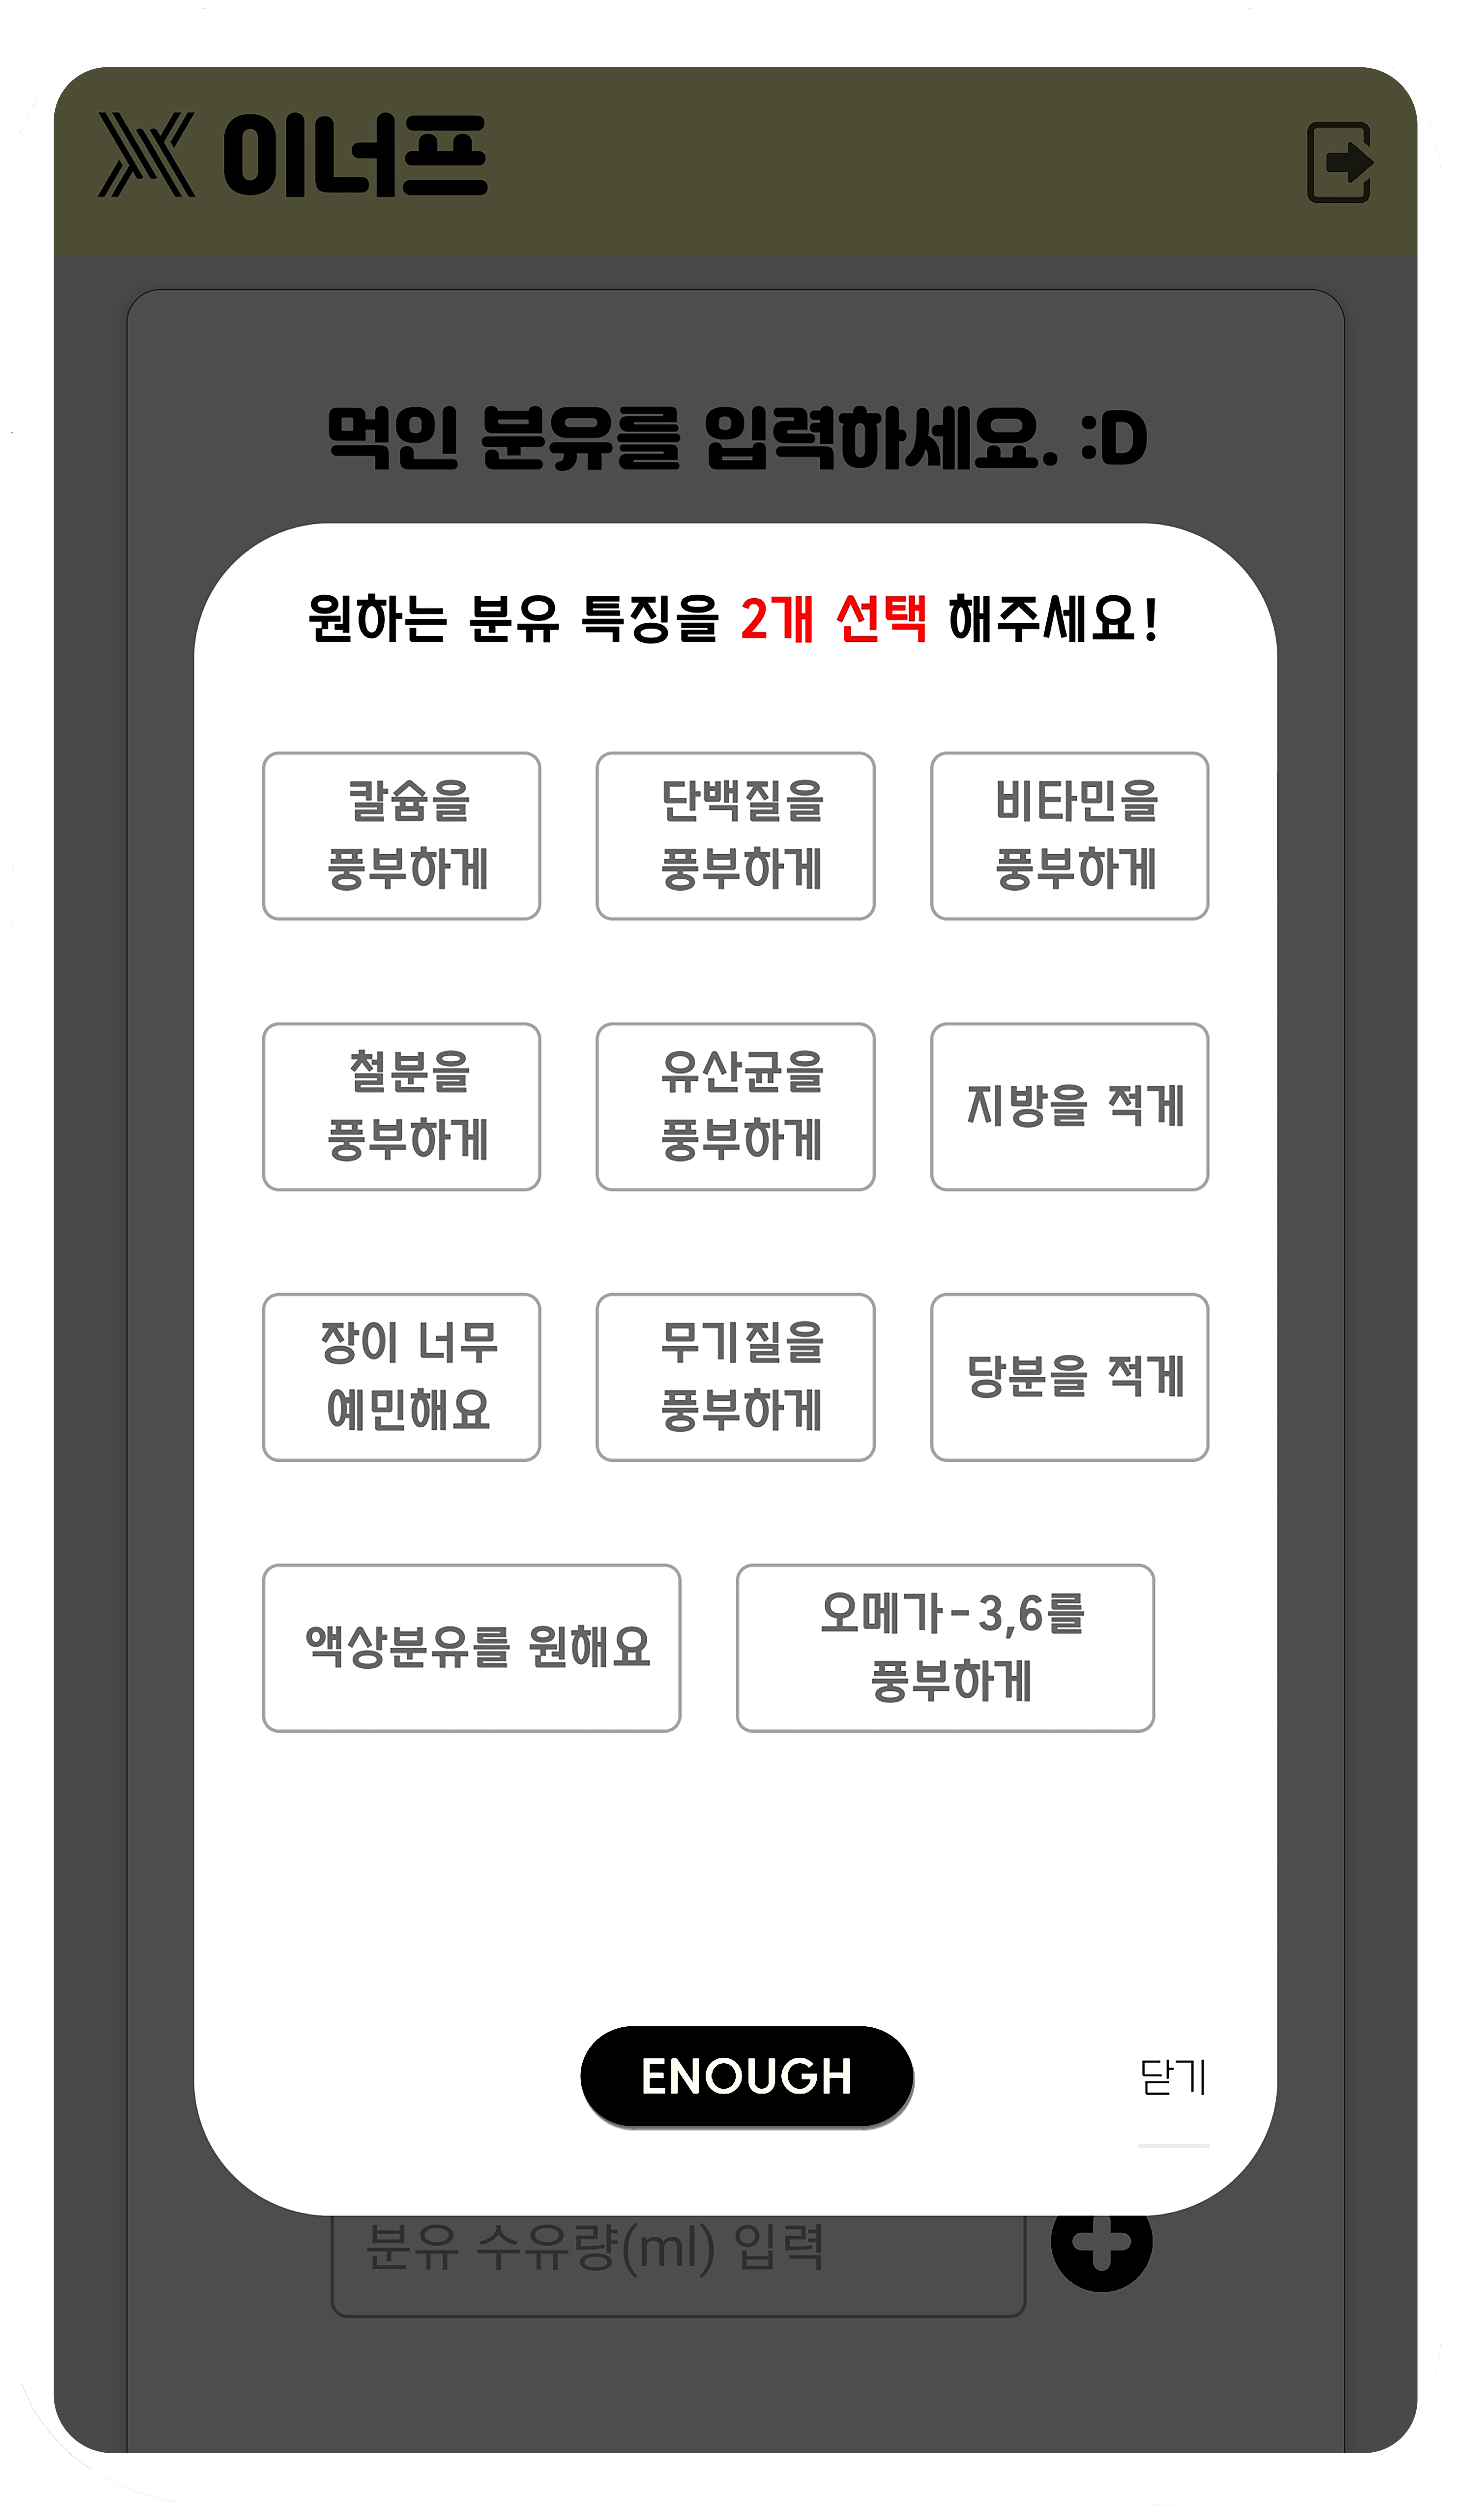 이너프
먹인 분유를 입력하세요. :D
원하는 분유 특징을 2개 선택 해주세요!
칼슘을
풍부하게
단백질을
풍부하게
비타민을
풍부하게
철분을
풍부하게
유산균을
풍부하게
지방을 적게
장이 너무
예민해요
무기질을
풍부하게
당부을 적게
액상분유를 원해요
오메가-3,6를
풍부하게
ENOUGH
닫기
분유 수유량(ml) 입력